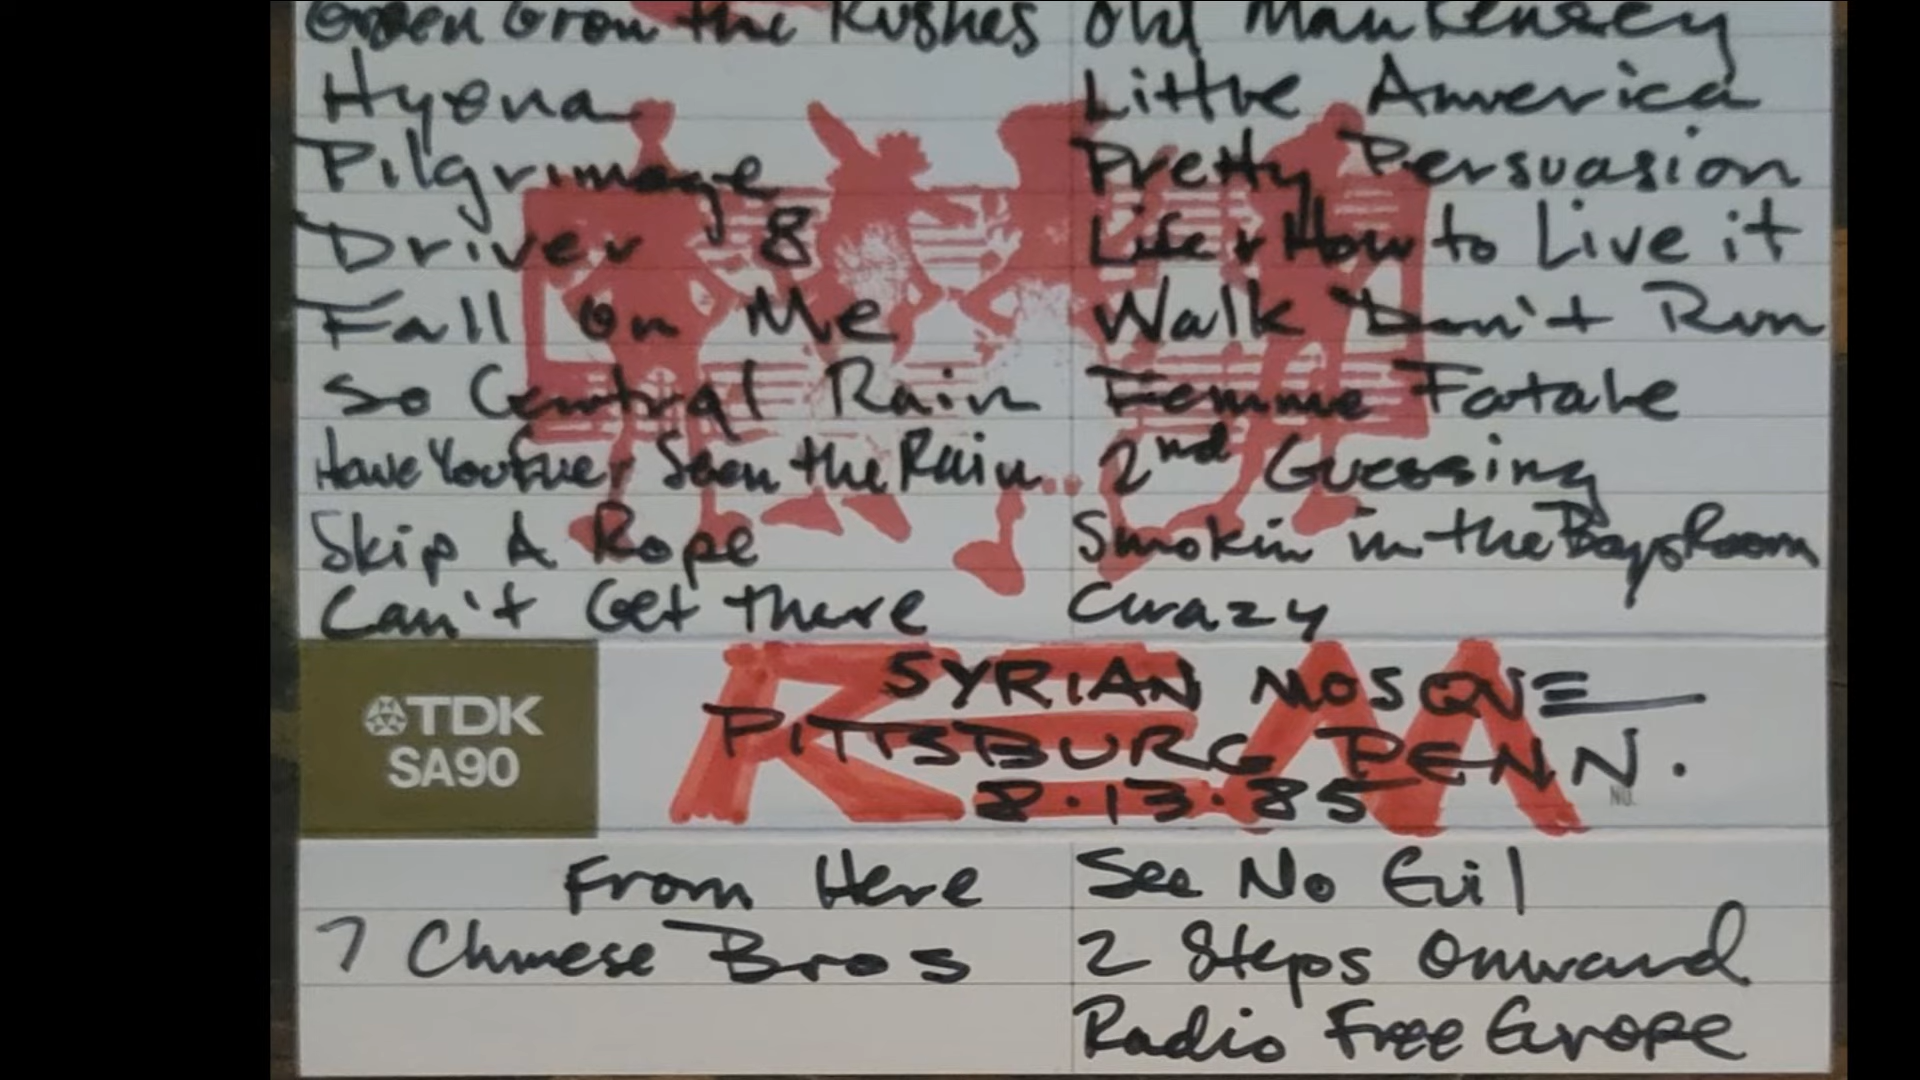 Green Grow the Rushes
Hyena
Pilgrimage
Driver 8
Fall on Me
So Central Rain
Have You Ever Seen the Rain
Skip A Rope
Can't Get There
Old Man Kensey
Little America
Pretty Persuasion
Life + How to Live it
Walk Don't Run
Femme Fatale
2nd Guessing
Smokin in the Boys Room
Crazy
TDK
SA90
REM
SYRIAN MOSQUE
PITTSBURG PENN.
8.13.85
From Here
7 Chinese Bros
See No Evil
2 Steps Onward
Radio Free Europe